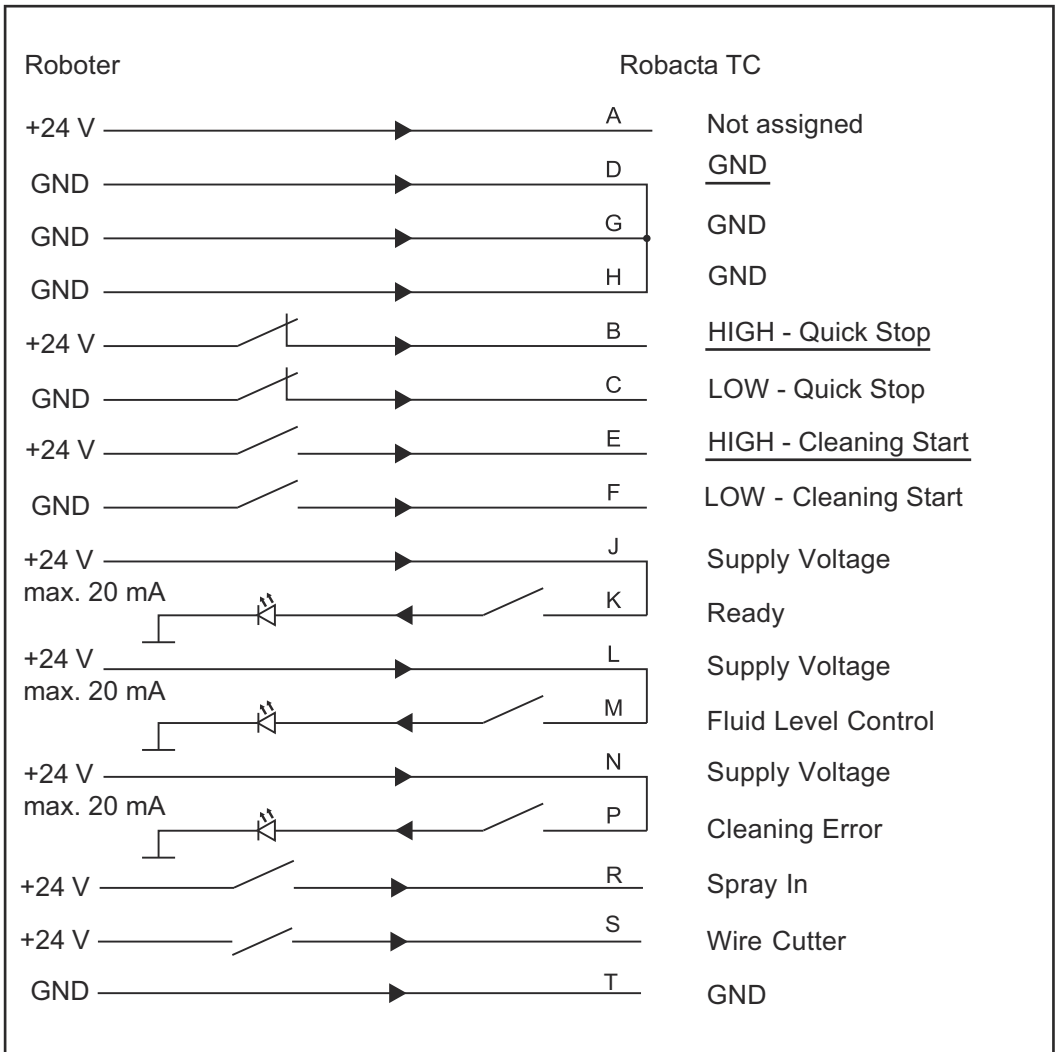 Roboter Robacta TC
+24 V A Not assigned
GND D GND
GND G GND
GND H GND
+24 V B HIGH - Quick Stop
GND C LOW - Quick Stop
+24 V E HIGH - Cleaning Start
GND F LOW - Cleaning Start
+24 V J Supply Voltage
max. 20 mA K Ready
+24 V L Supply Voltage
max. 20 mA M Fluid Level Control
+24 V N Supply Voltage
max. 20 mA P Cleaning Error
+24 V R Spray In
+24 V S Wire Cutter
GND T GND